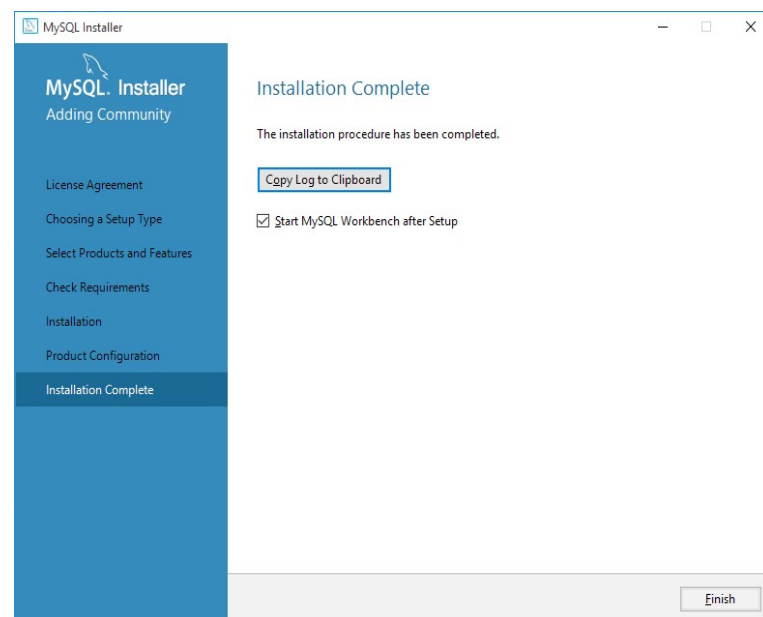 MySQL Installer
MySQL. Installer
Adding Community
License Agreement
Choosing a Setup Type
Select Products and Features
Check Requirements
Installation
Product Configuration
Installation Complete
Installation Complete
The installation procedure has been completed.
Copy Log to Clipboard
Start MySQL Workbench after Setup
Finish